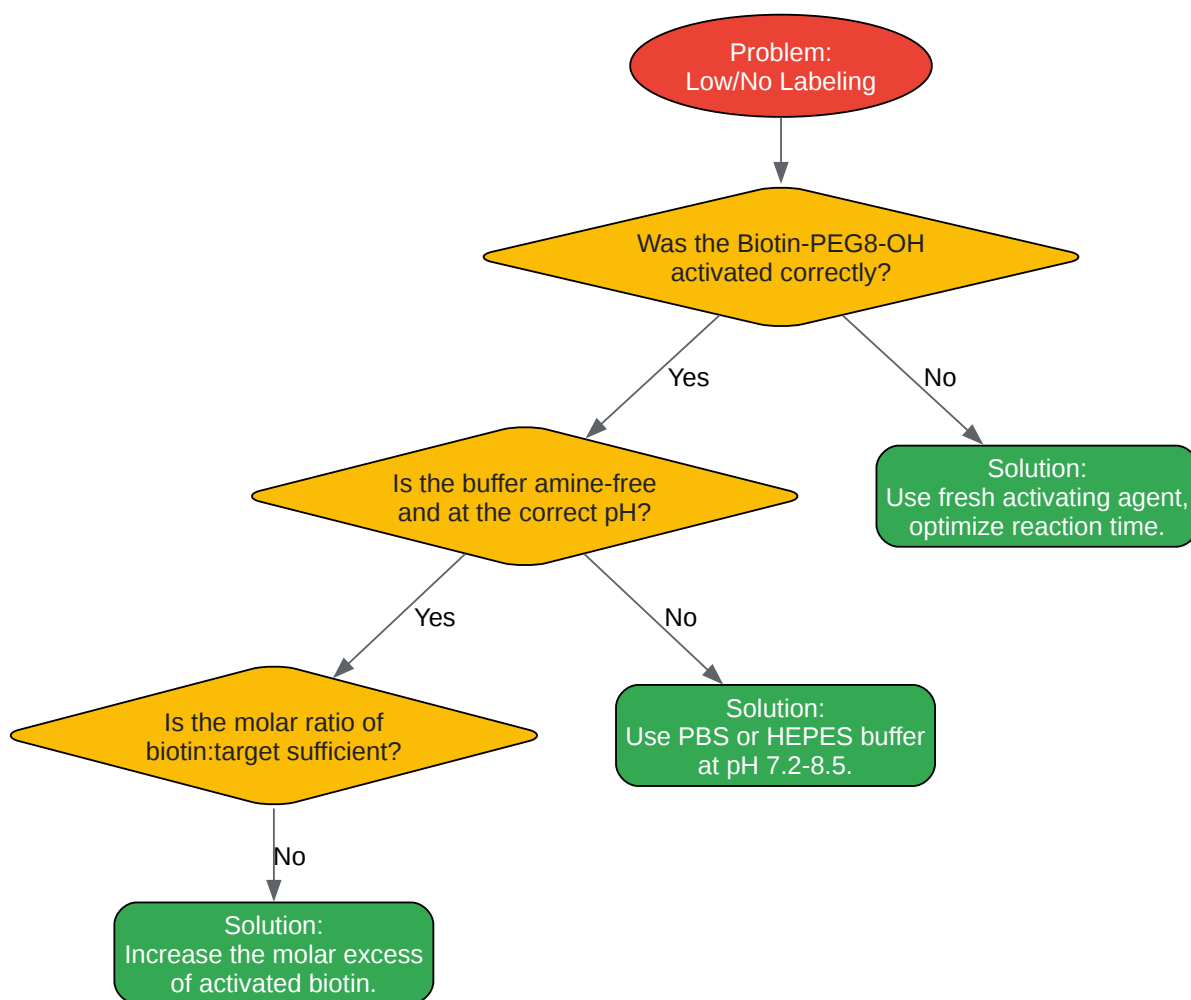 Problem:
Low/No Labeling
Was the Biotin-PEG8-OH
activated correctly?
Yes
No
Is the buffer amine-free
and at the correct pH?
Solution:
Use fresh activating agent,
optimize reaction time.
Yes
No
Is the molar ratio of
biotin:target sufficient?
Solution:
Use PBS or HEPES buffer
at pH 7.2-8.5.
No
Solution:
Increase the molar excess
of activated biotin.